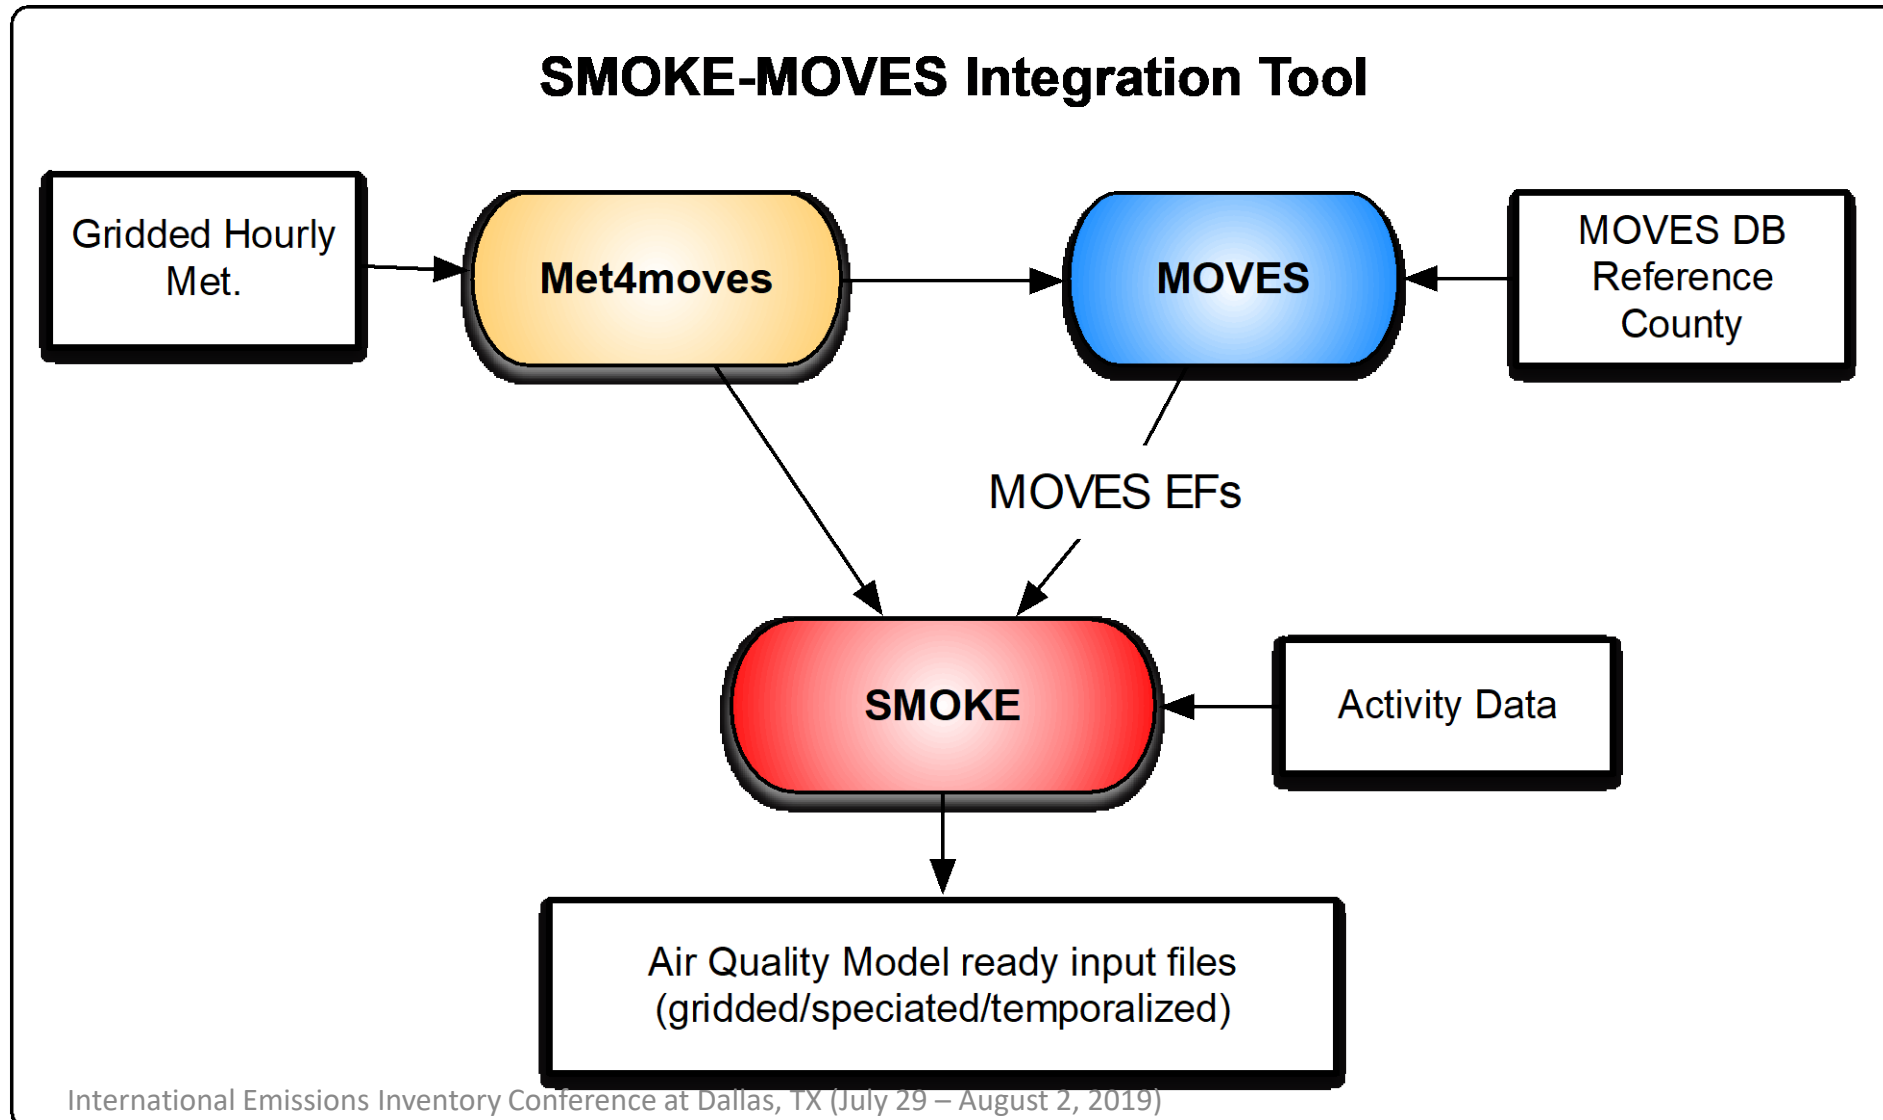 SMOKE-MOVES Integration Tool
Gridded Hourly
Met.
Met4moves
MOVES
MOVES DB
Reference
County
MOVES EFs
SMOKE
Activity Data
Air Quality Model ready input files
(gridded/speciated/temporalized)
International Emissions Inventory Conference at Dallas, TX (July 29 – August 2, 2019)